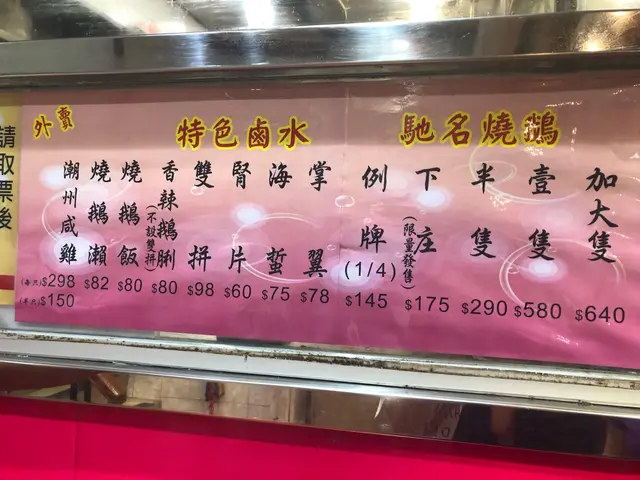 請取票後
外賣
特色鹵水
馳名燒鵝
潮州咸雞 (每只)$298 (半只)$150
燒鵝瀨 $82
燒鵝飯 $80
香辣鵝脷 (不設雙拼) $80
雙拼 $98
腎片 $60
海蜇 $75
掌翼 $78
例牌 (1/4) $145
下庄 (限量發售) $175
半隻 $290
壹隻 $580
加大隻 $640